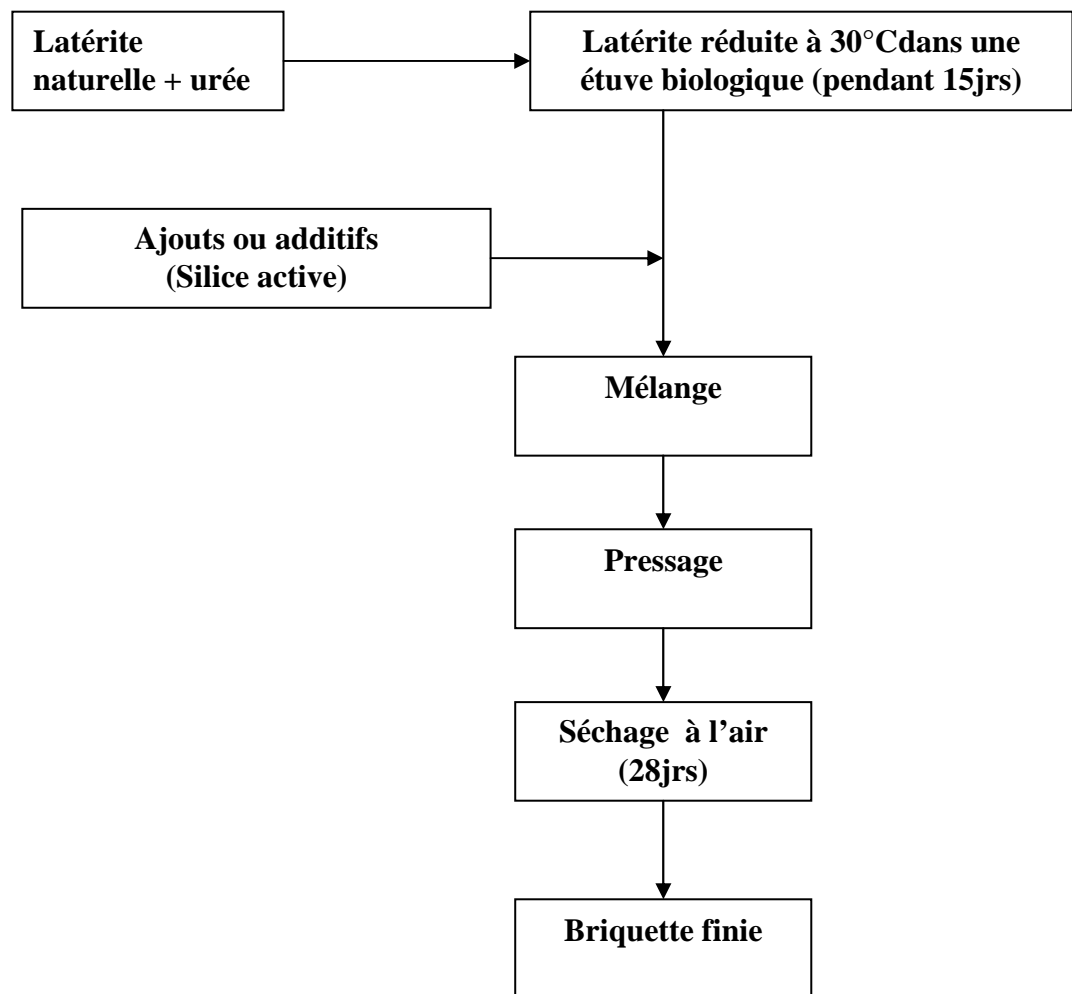 Latérite
naturelle + urée
Latérite réduite à 30°Cdans une
étuve biologique (pendant 15jrs)
Ajouts ou additifs
(Silice active)
Mélange
Pressage
Séchage à l’air
(28jrs)
Briquette finie